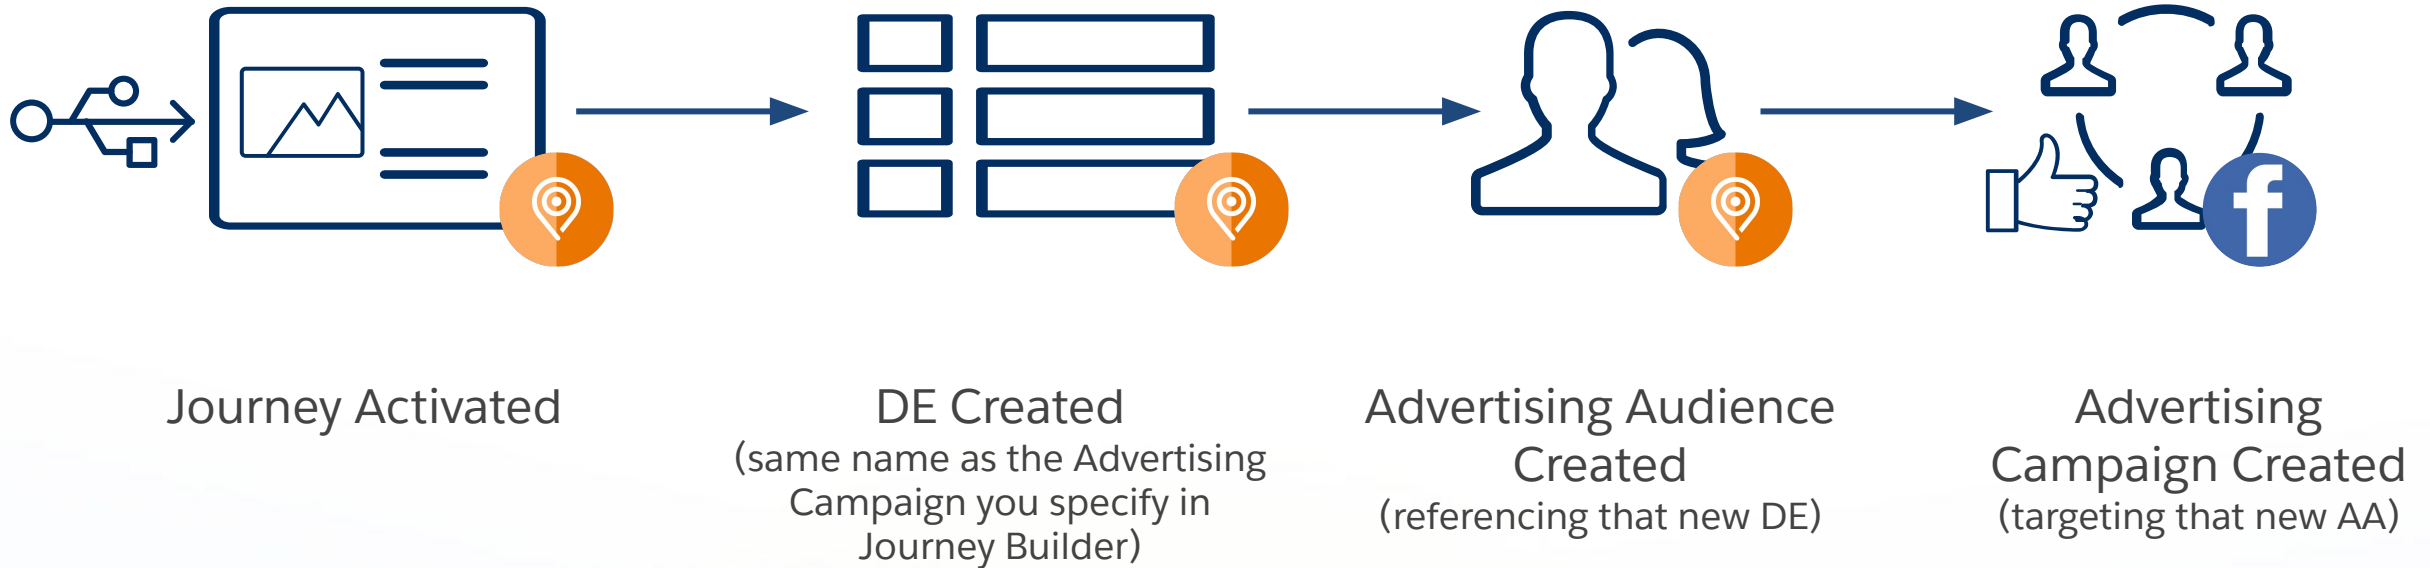 Journey Activated
DE Created
(same name as the Advertising
Campaign you specify in
Journey Builder)
Advertising Audience
Created
(referencing that new DE)
Advertising
Campaign Created
(targeting that new AA)